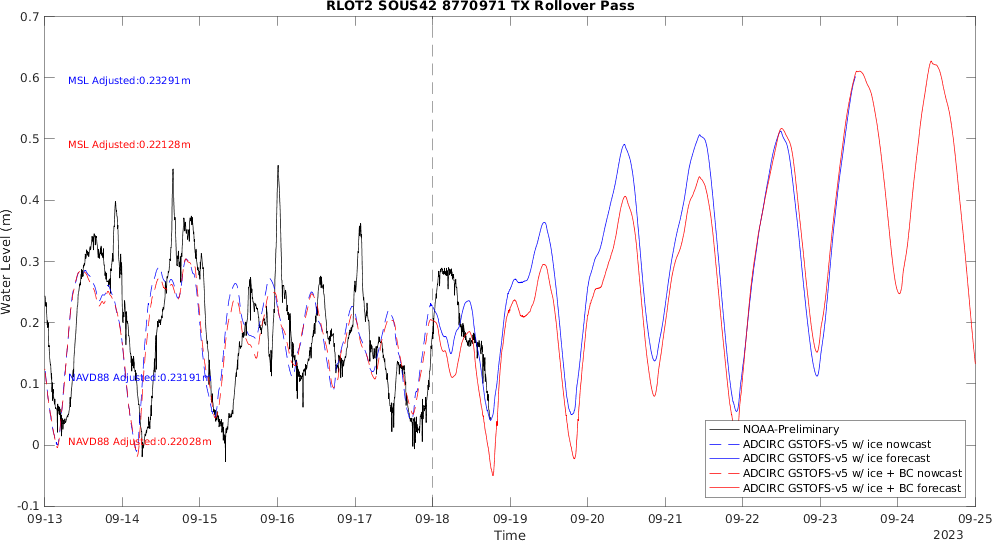 RLOT2 SOUS42 8770971 TX Rollover Pass
0.7
0.6
0.5
0.4
0.3
0.2
0.1
0
-0.1
Water Level (m)
MSL Adjusted:0.23291m
MSL Adjusted:0.22128m
NAVD88 Adjusted:0.23191m
NAVD88 Adjusted:0.22028m
NOAA-Preliminary
ADCIRC GSTOFS-v5 w/ ice nowcast
ADCIRC GSTOFS-v5 w/ ice forecast
ADCIRC GSTOFS-v5 w/ ice + BC nowcast
ADCIRC GSTOFS-v5 w/ ice + BC forecast
09-13 09-14 09-15 09-16 09-17 09-18 09-19 09-20 09-21 09-22 09-23 09-24 09-25
Time
2023